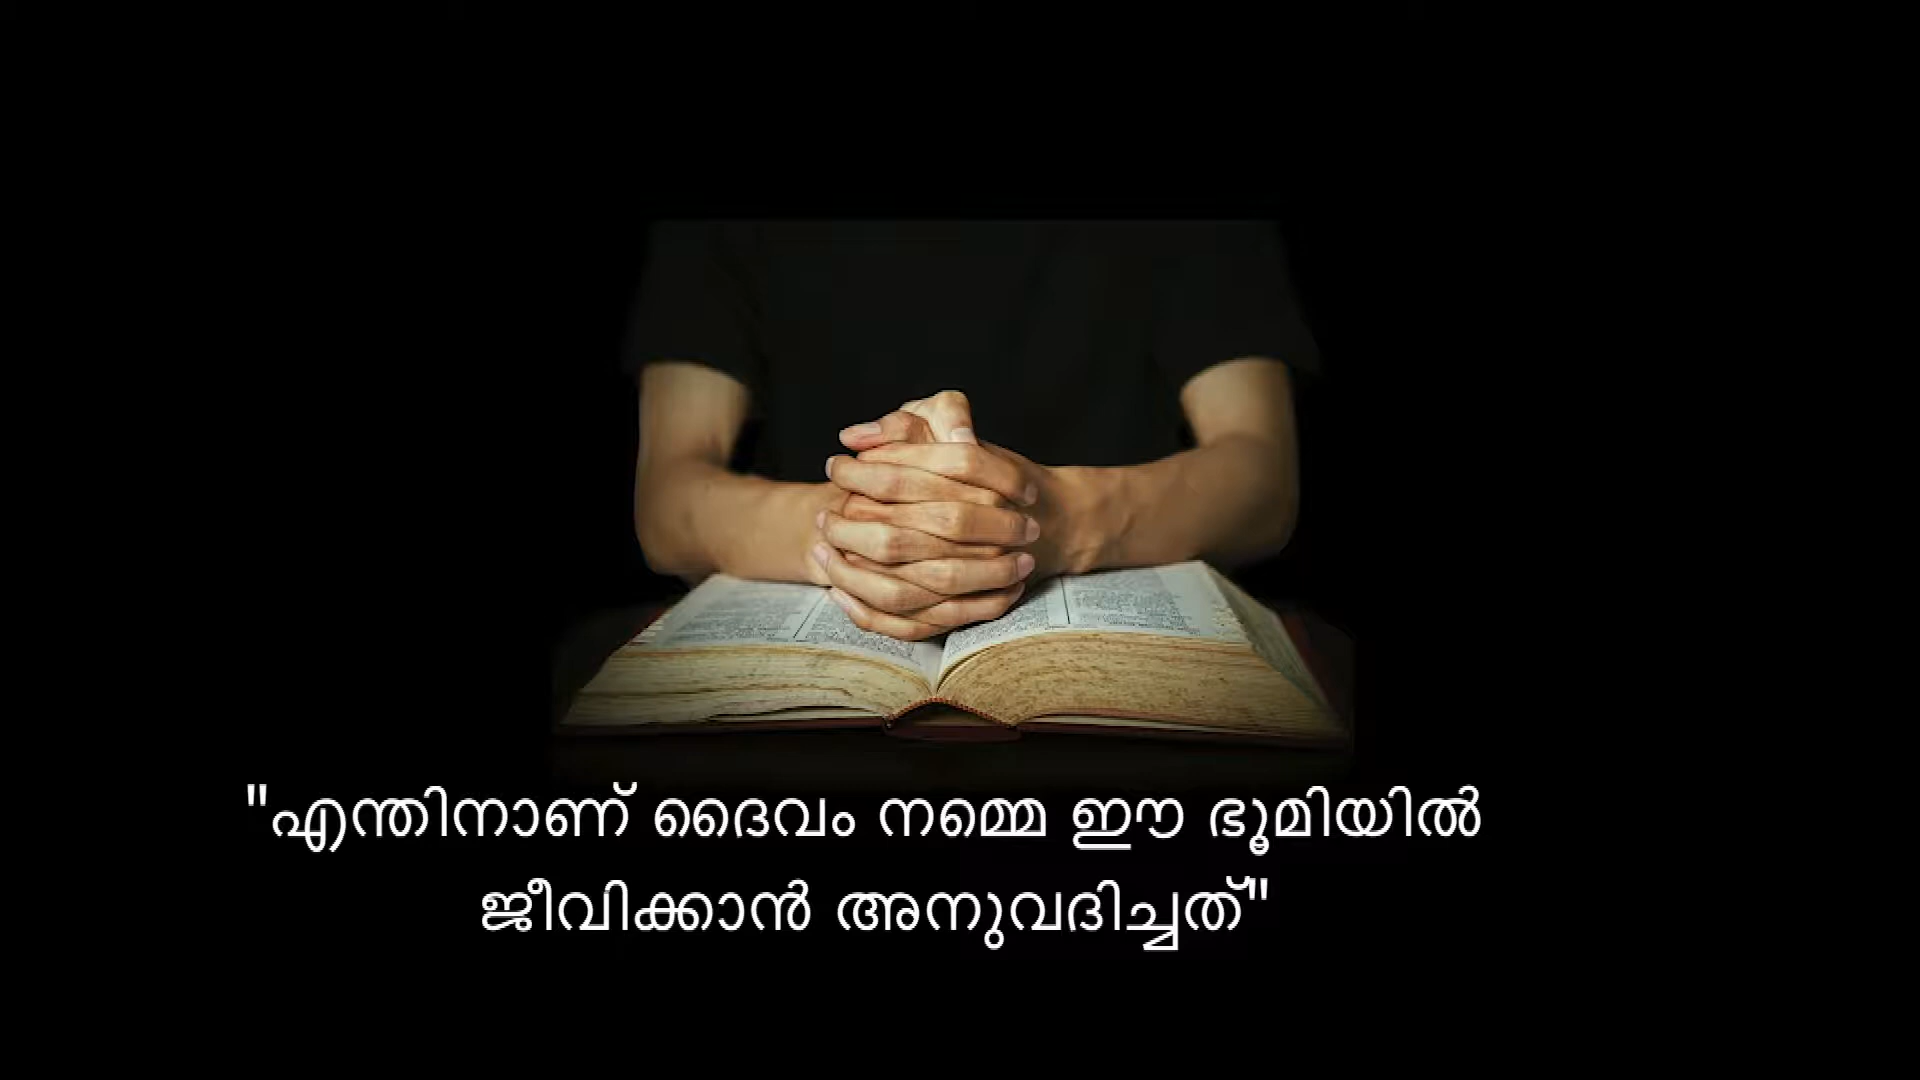 "എന്തിനാണ് ദൈവം നമ്മെ ഈ ഭൂമിയിൽ
ജീവിക്കാൻ അനുവദിച്ചത്"